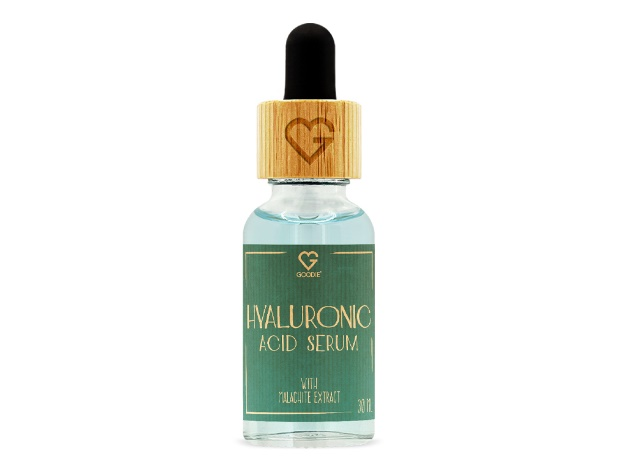 GOODIE
HYALURONIC
ACID SERUM
WITH
MALACHITE EXTRACT
30 ML